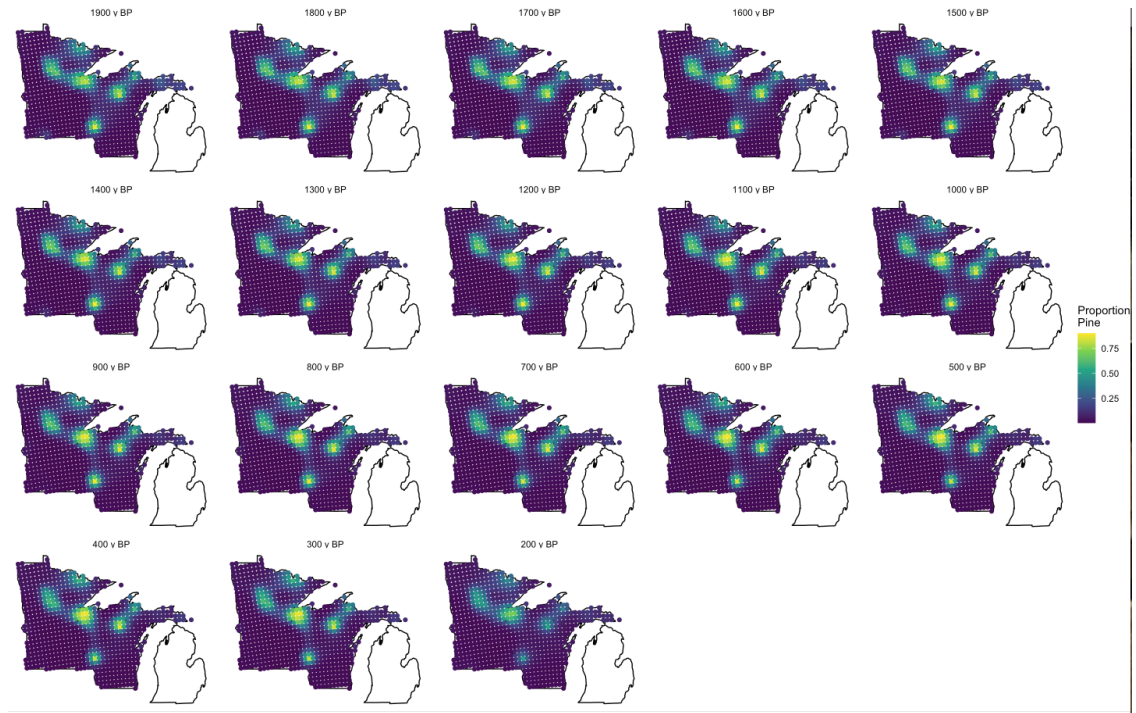 1900 y BP
1800 y BP
1700 y BP
1600 y BP
1500 y BP
1400 y BP
1300 y BP
1200 y BP
1100 y BP
1000 y BP
900 y BP
800 y BP
700 y BP
600 y BP
500 y BP
400 y BP
300 y BP
200 y BP
Proportion
Pine
0.75
0.50
0.25